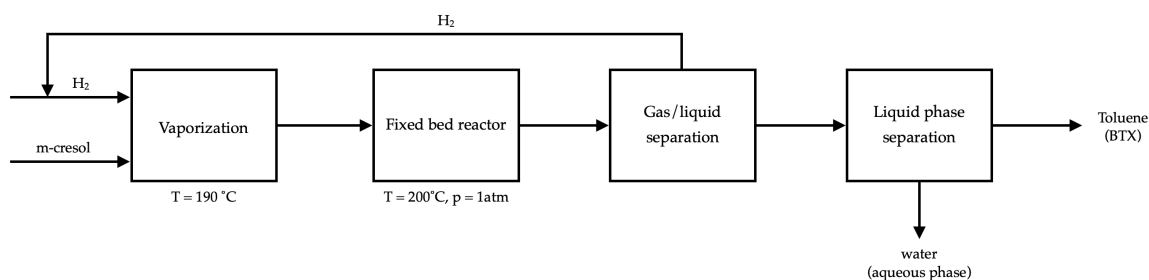 H₂
H₂
m-cresol
Vaporization
T = 190 ˚C
Fixed bed reactor
T = 200˚C, p = 1atm
Gas/liquid
separation
Liquid phase
separation
Toluene
(BTX)
water
(aqueous phase)